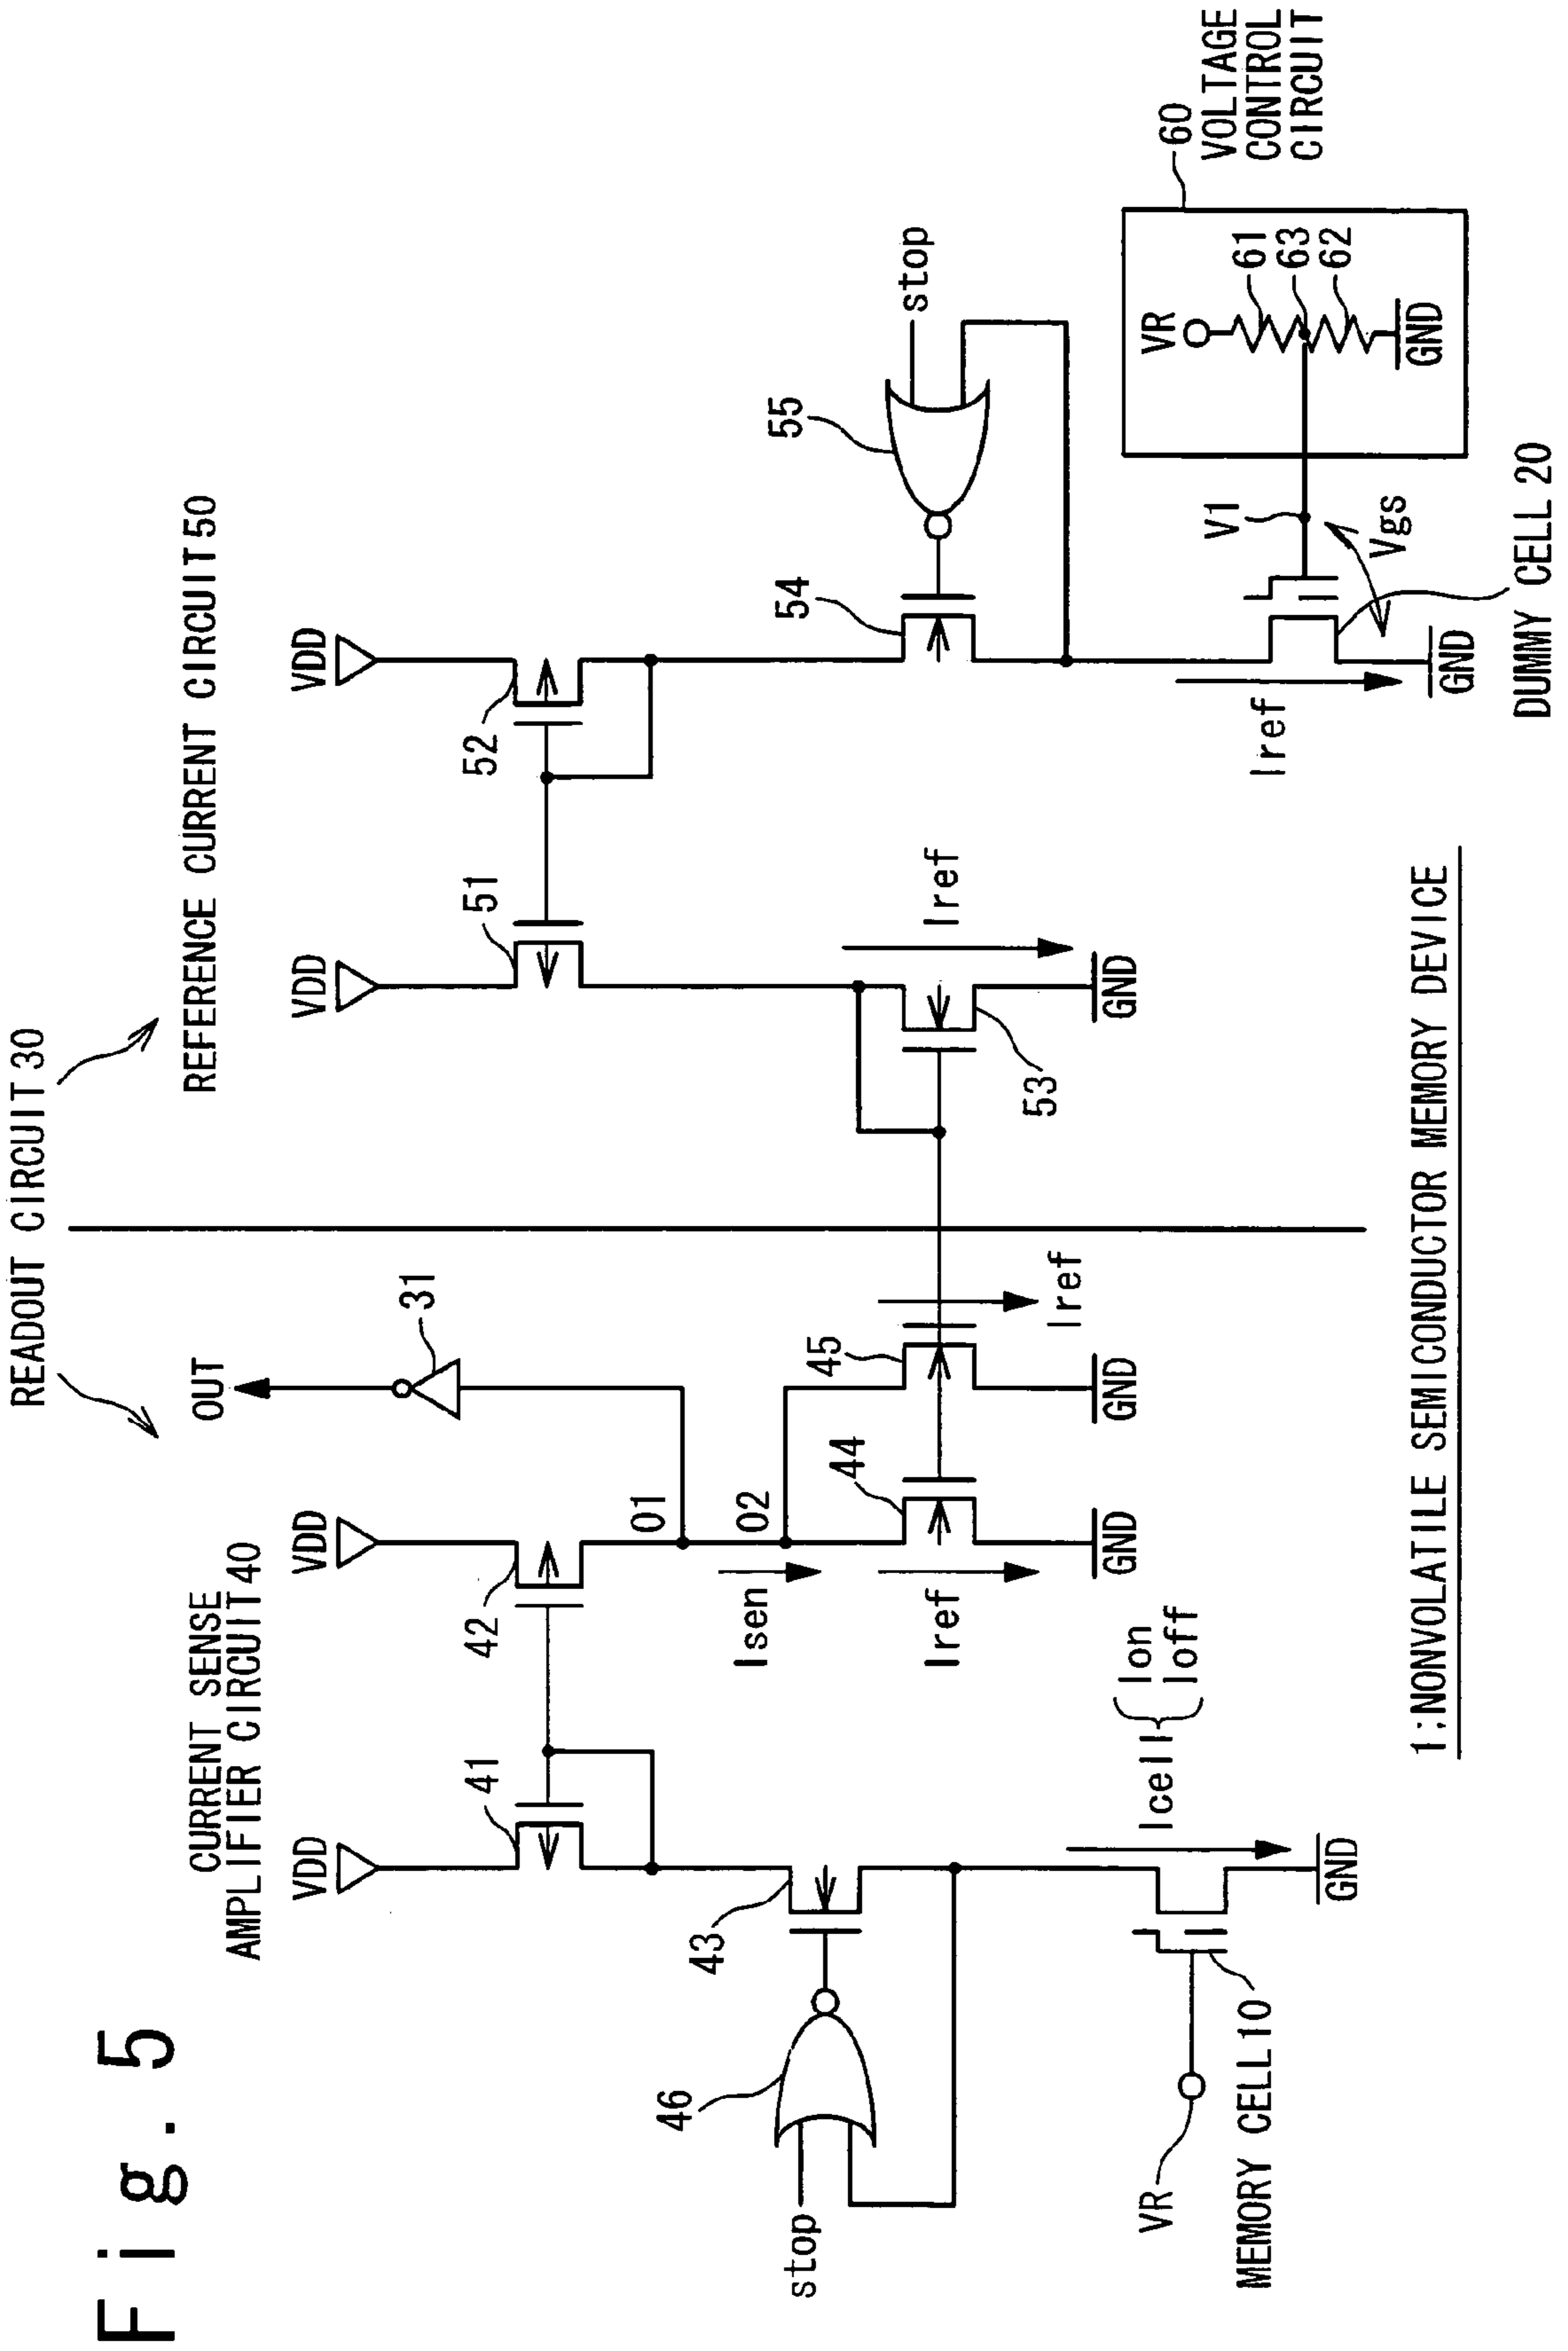 Fig. 5
READOUT CIRCUIT 30
CURRENT SENSE
AMPLIFIER CIRCUIT 40
REFERENCE CURRENT CIRCUIT 50
OUT
31
VDD
VDD
VDD
VDD
41
42
51
52
O1
O2
Isen
46
stop
43
44
45
Iref
Iref
53
Iref
54
55
stop
GND
GND
GND
VR
MEMORY CELL 10
Icell
Ion
Ioff
GND
Iref
GND
V1
Vgs
DUMMY CELL 20
60
VOLTAGE
CONTROL
CIRCUIT
VR
61
63
62
GND
1;NONVOLATILE SEMICONDUCTOR MEMORY DEVICE